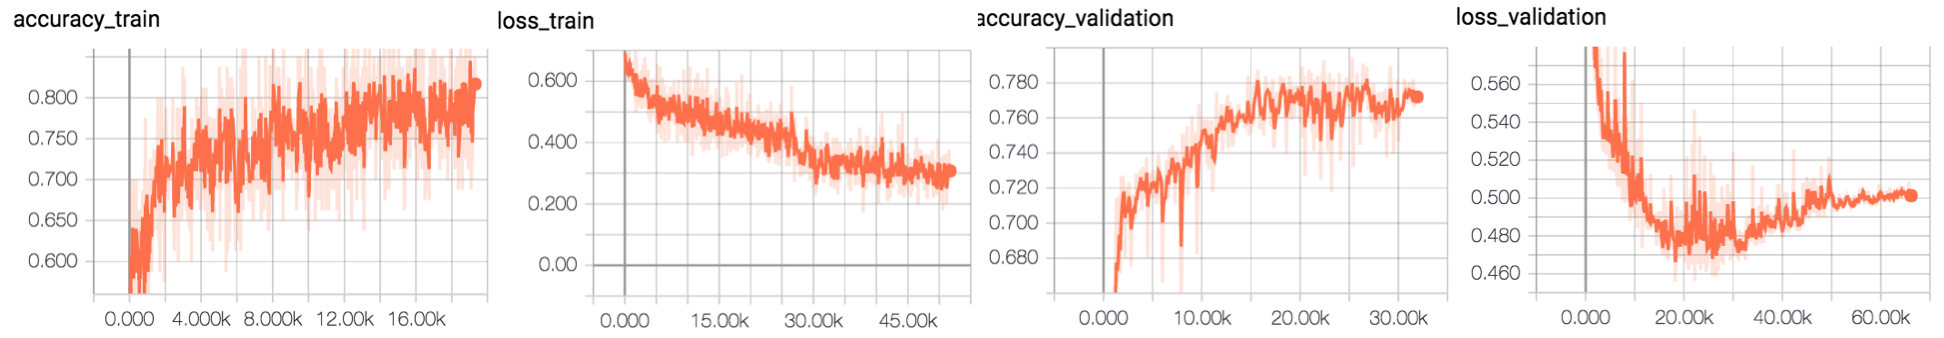 accuracy_train
0.800
0.750
0.700
0.650
0.600
0.000 4.000k 8.000k 12.00k 16.00k
loss_train
0.600
0.400
0.200
0.00
0.000 15.00k 30.00k 45.00k
accuracy_validation
0.780
0.760
0.740
0.720
0.700
0.680
0.000 10.00k 20.00k 30.00k
loss_validation
0.560
0.540
0.520
0.500
0.480
0.460
0.000 20.00k 40.00k 60.00k